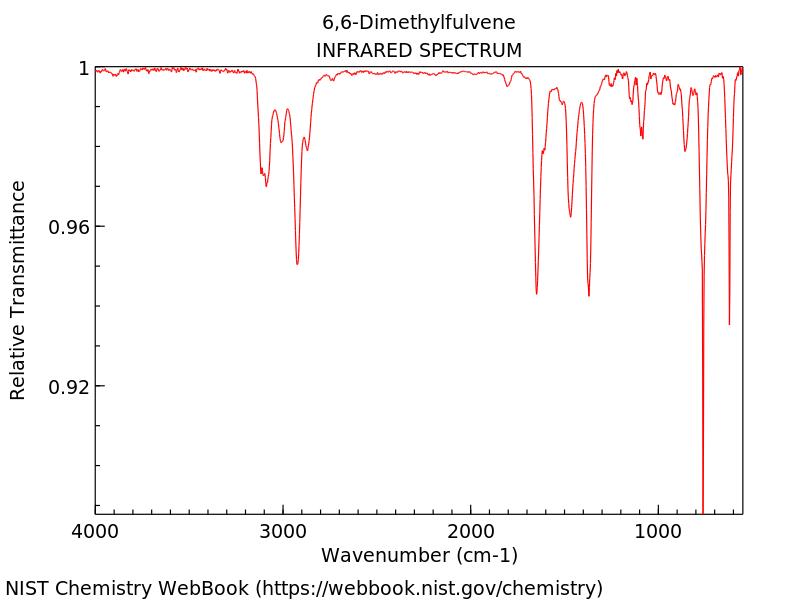 6,6-Dimethylfulvene
INFRARED SPECTRUM
1
0.96
0.92
Relative Transmittance
4000 3000 2000 1000
Wavenumber (cm-1)
NIST Chemistry WebBook (https://webbook.nist.gov/chemistry)